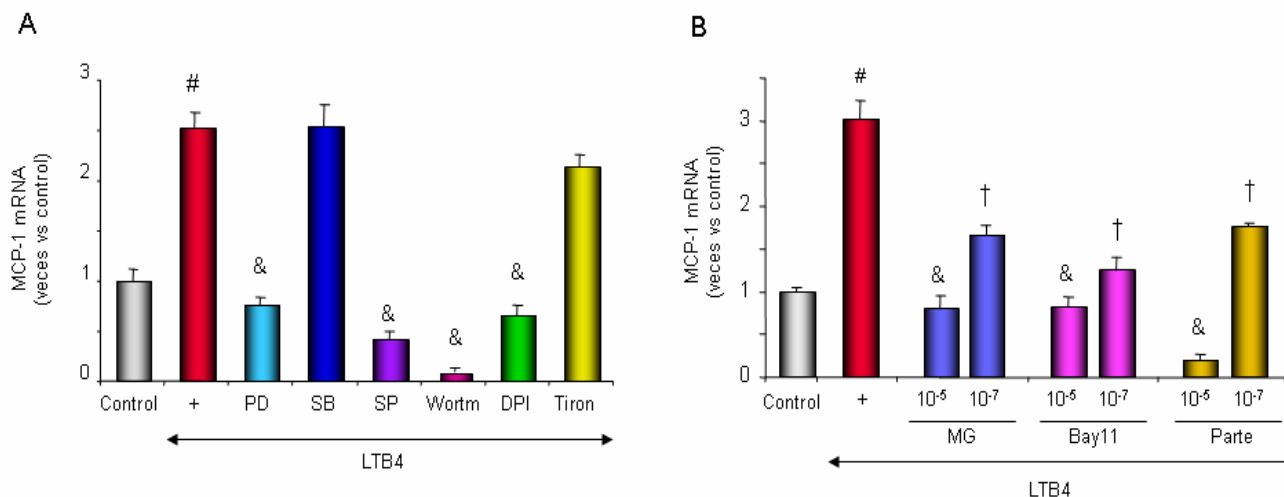 A
MCP-1 mRNA
(veces vs control)
3
2
1
0
#
&
&
&
&
Control + PD SB SP Wortm DPI Tiron
LTB4
B
MCP-1 mRNA
(veces vs control)
3
2
1
0
#
&
†
&
†
&
†
Control + 10⁻⁵ 10⁻⁷ 10⁻⁵ 10⁻⁷ 10⁻⁵ 10⁻⁷
MG Bay11 Parte
LTB4